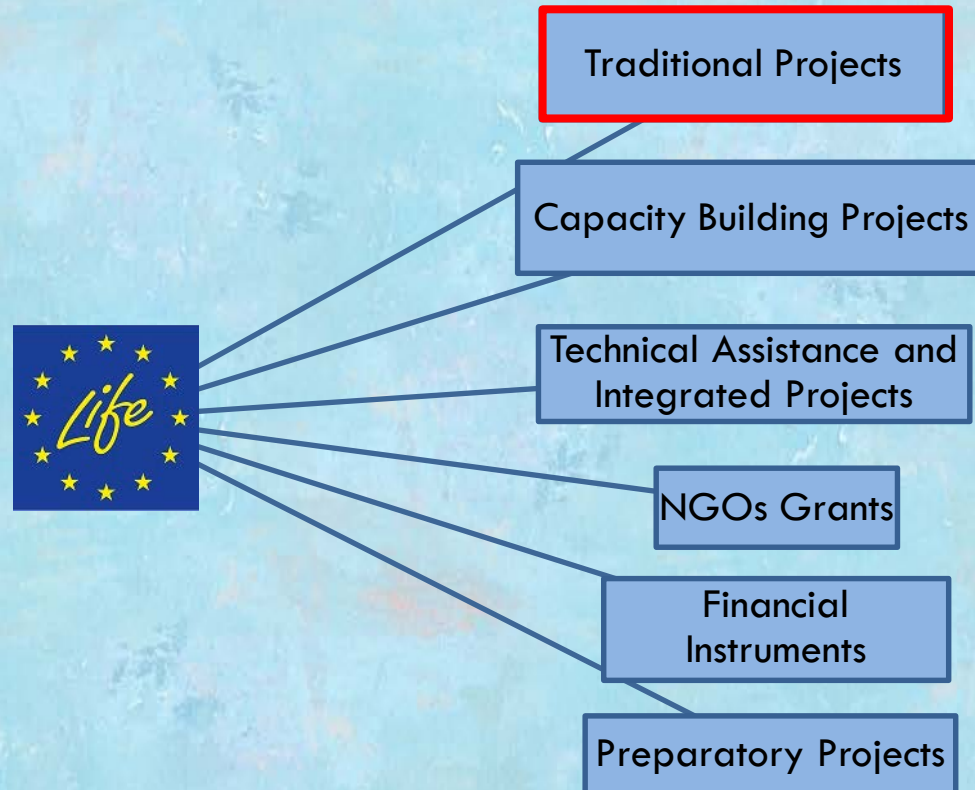 Traditional Projects
Capacity Building Projects
Technical Assistance and
Integrated Projects
Life
NGOs Grants
Financial
Instruments
Preparatory Projects